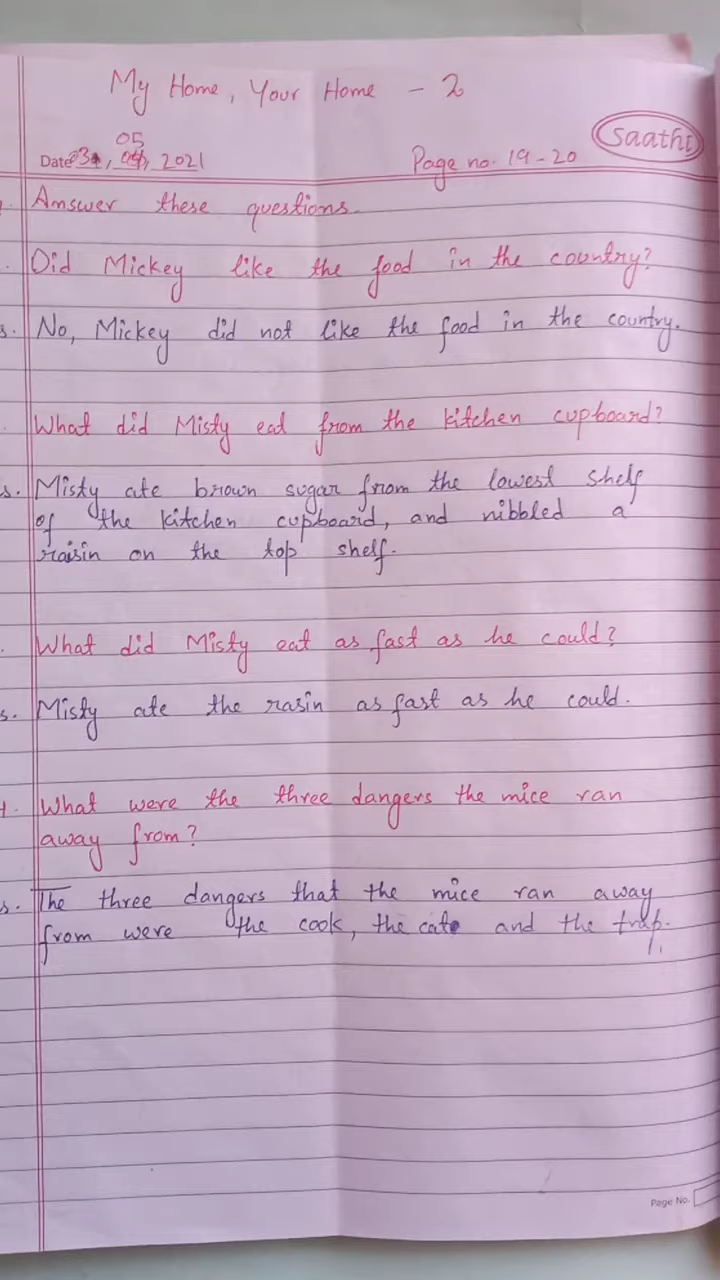 My Home, Your Home - 2
05
Saathi
Date 03, 2021
Page no. 19-20
Answer these questions.
Did Mickey like the food in the country?
s. No, Mickey did not like the food in the country.
What did Misty eat from the kitchen cupboard?
s. Misty ate brown sugar from the lowest shelf
of the kitchen cupboard, and nibbled a
raisin on the top shelf.
What did Misty eat as fast as he could?
s. Misty ate the rasin as fast as he could.
4. What were the three dangers the mice ran
away from?
s. The three dangers that the mice ran away
from were the cook, the cat and the trap.
Page No.